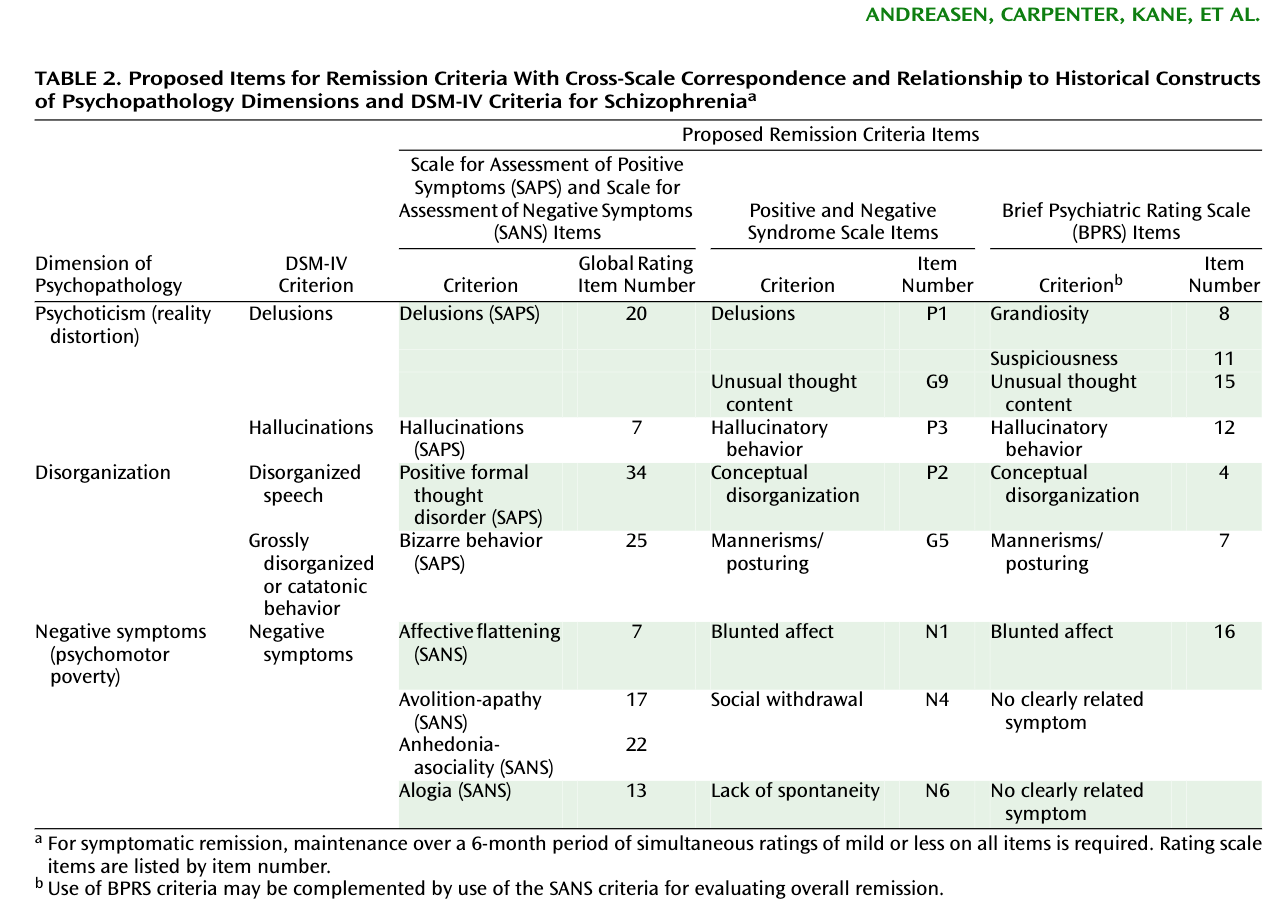 ANDREASEN, CARPENTER, KANE, ET AL.
TABLE 2. Proposed Items for Remission Criteria With Cross-Scale Correspondence and Relationship to Historical Constructs
of Psychopathology Dimensions and DSM-IV Criteria for Schizophreniaa
Proposed Remission Criteria Items
Scale for Assessment of Positive
Symptoms (SAPS) and Scale for
Assessment of Negative Symptoms
(SANS) Items
Positive and Negative
Syndrome Scale Items
Brief Psychiatric Rating Scale
(BPRS) Items
Dimension of
Psychopathology
DSM-IV
Criterion
Criterion
Global Rating
Item Number
Criterion
Item
Number
Criterionb
Item
Number
Psychoticism (reality
distortion)
Delusions
Delusions (SAPS)
20
Delusions
P1
Grandiosity
8
Suspiciousness
11
Unusual thought
content
G9
Unusual thought
content
15
Hallucinations
Hallucinations
(SAPS)
7
Hallucinatory
behavior
P3
Hallucinatory
behavior
12
Disorganization
Disorganized
speech
Positive formal
thought
disorder (SAPS)
34
Conceptual
disorganization
P2
Conceptual
disorganization
4
Grossly
disorganized
or catatonic
behavior
Bizarre behavior
(SAPS)
25
Mannerisms/
posturing
G5
Mannerisms/
posturing
7
Negative symptoms
(psychomotor
poverty)
Negative
symptoms
Affective flattening
(SANS)
7
Blunted affect
N1
Blunted affect
16
Avolition-apathy
(SANS)
17
Social withdrawal
N4
No clearly related
symptom
Anhedonia-
asociality (SANS)
22
Alogia (SANS)
13
Lack of spontaneity
N6
No clearly related
symptom
a For symptomatic remission, maintenance over a 6-month period of simultaneous ratings of mild or less on all items is required. Rating scale
items are listed by item number.
b Use of BPRS criteria may be complemented by use of the SANS criteria for evaluating overall remission.